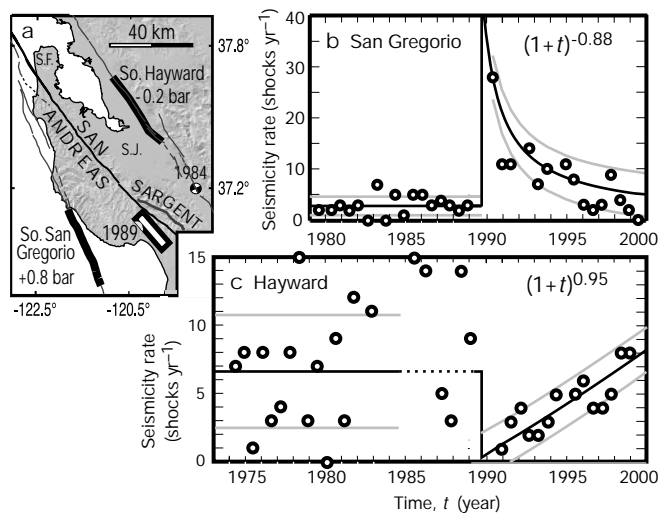 a
40 km
37.8
S.F.
So. Hayward
-0.2 bar
SAN
ANDREAS
S.J.
1984
37.2
SARGENT
1989
So. San
Gregorio
+0.8 bar
-122.5°
-120.5°
b San Gregorio
(1+t)-0.88
Seismicity rate (shocks yr–1)
40
30
20
10
0
1980 1985 1990 1995 2000
c Hayward
(1+t)0.95
Seismicity rate
(shocks yr–1)
15
10
5
0
1975 1980 1985 1990 1995 2000
Time, t (year)